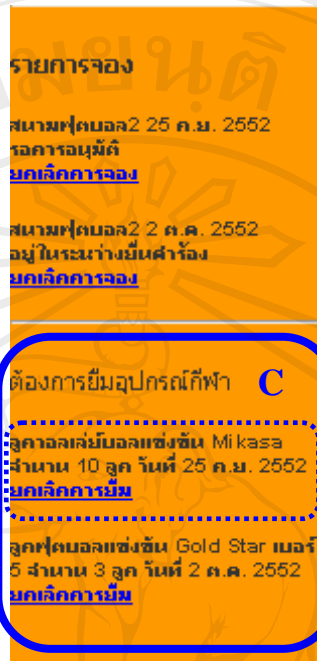 รายการจอง
สนามฟุตบอล2 25 ก.ย. 2552
รอการอนุมัติ
ยกเลิกการจอง
สนามฟุตบอล2 2 ต.ค. 2552
อยู่ในระหว่างยื่นคำร้อง
ยกเลิกการจอง
ต้องการยืมอุปกรณ์กีฬา C
ลูกวอลเล่ย์บอลแข่งขัน Mikasa
จำนวน 10 ลูก วันที่ 25 ก.ย. 2552
ยกเลิกการยืม
ลูกฟุตบอลแข่งขัน Gold Star เบอร์
5 จำนวน 3 ลูก วันที่ 2 ต.ค. 2552
ยกเลิกการยืม